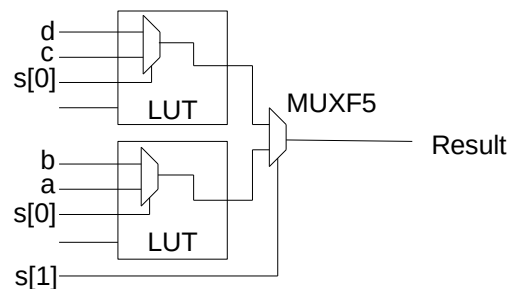 d
c
s[0]
LUT
MUXF5
Result
b
a
s[0]
LUT
s[1]